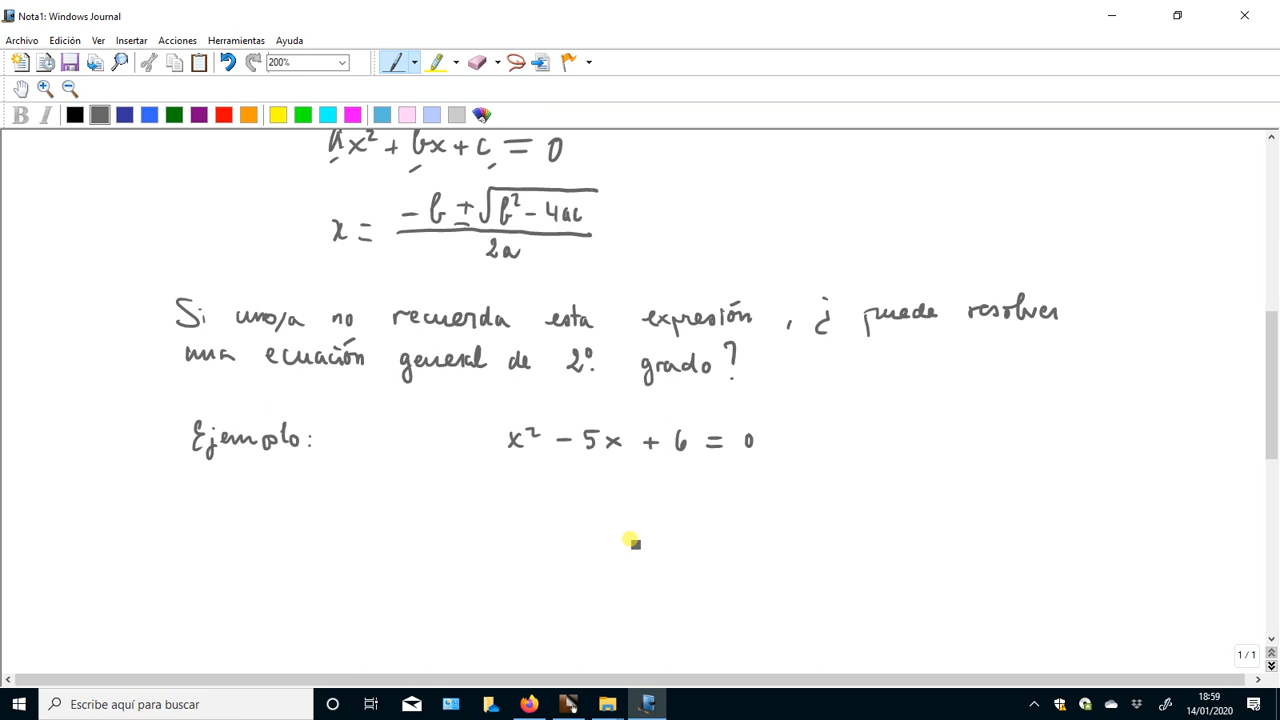 Nota1: Windows Journal
Archivo Edición Ver Insertar Acciones Herramientas Ayuda
200%
B I
ax² + bx + c = 0
x = (-b ± √(b² - 4ac)) / 2a
Si uno/a no recuerda esta expresión, ¿ puede resolver
una ecuación general de 2º. grado?
Ejemplo: x² - 5x + 6 = 0
1 / 1
Escribe aquí para buscar
18:59
14/01/2020